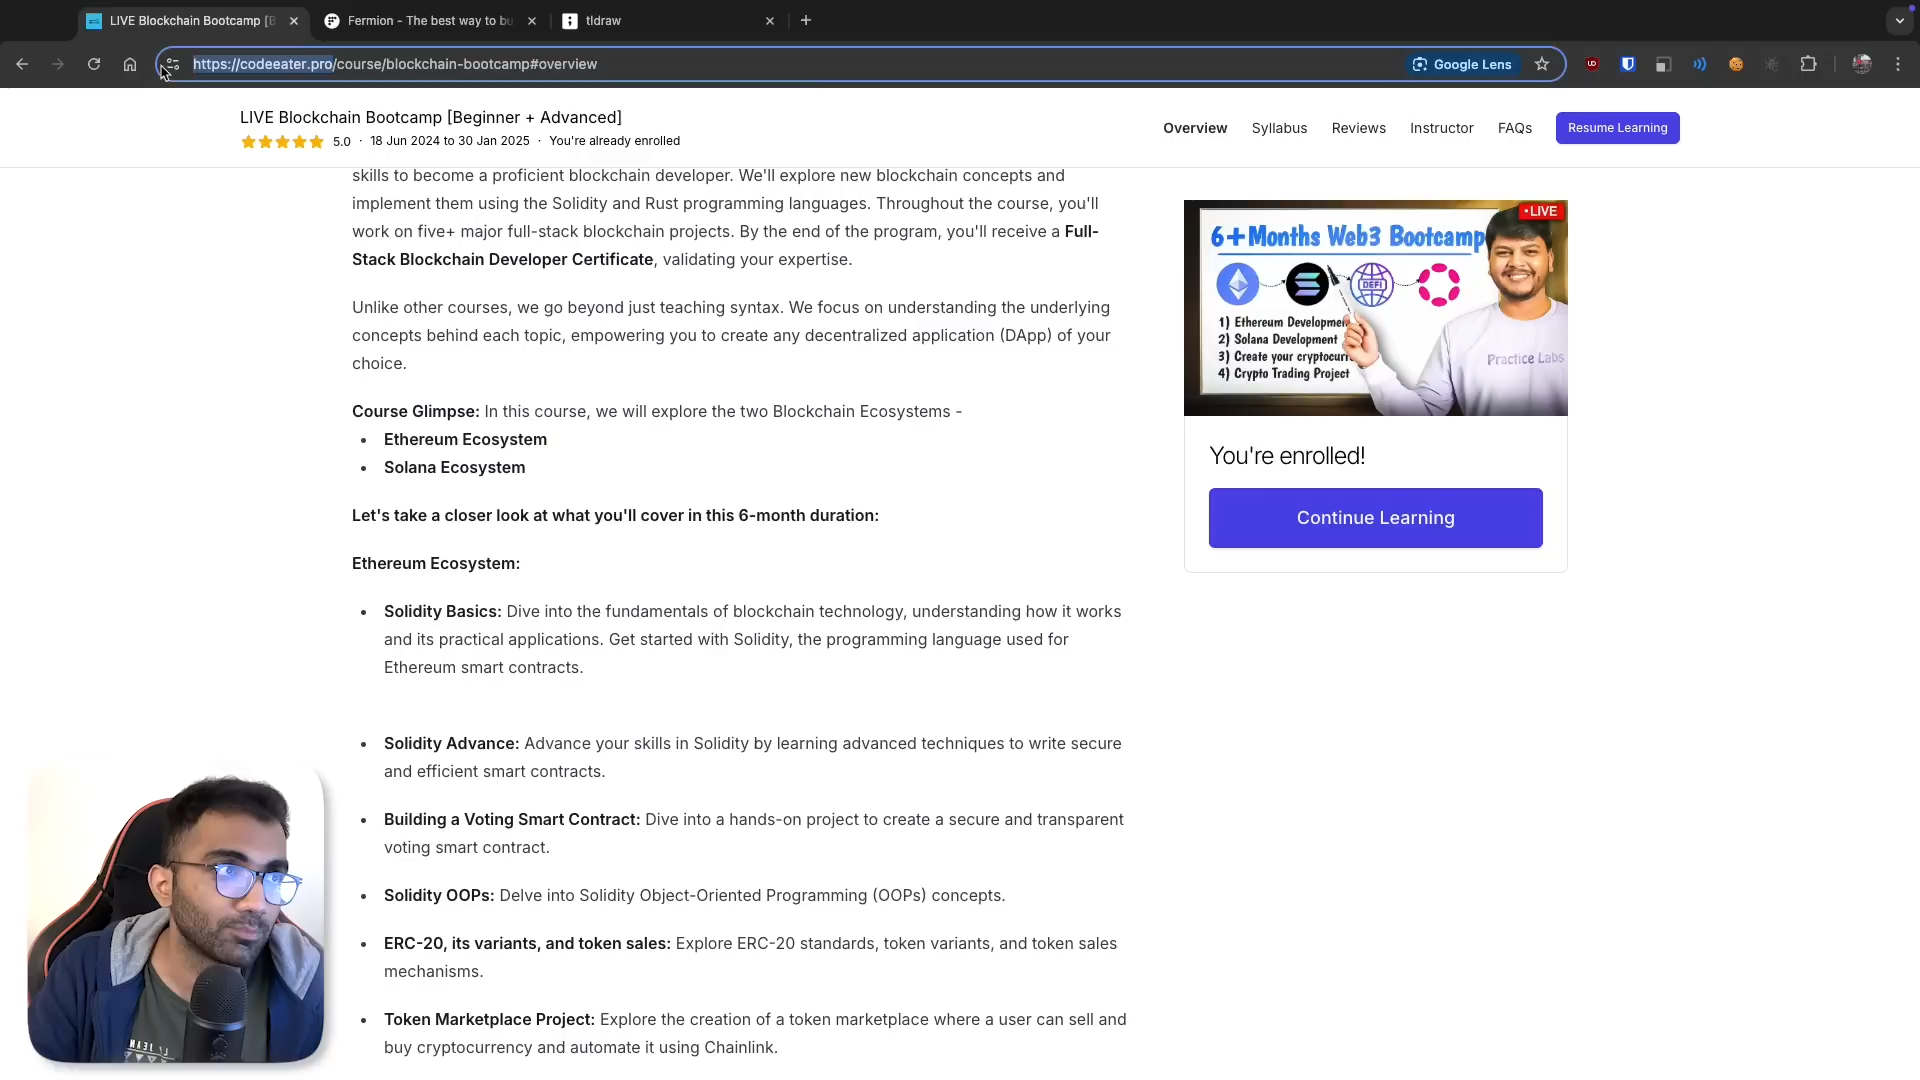 LIVE Blockchain Bootcamp [B
Fermion - The best way to bu
tldraw
https://codeeater.pro/course/blockchain-bootcamp#overview
Google Lens
LIVE Blockchain Bootcamp [Beginner + Advanced]
5.0 · 18 Jun 2024 to 30 Jan 2025 · You're already enrolled
Overview
Syllabus
Reviews
Instructor
FAQs
Resume Learning
skills to become a proficient blockchain developer. We'll explore new blockchain concepts and
implement them using the Solidity and Rust programming languages. Throughout the course, you'll
work on five+ major full-stack blockchain projects. By the end of the program, you'll receive a Full-
Stack Blockchain Developer Certificate, validating your expertise.
Unlike other courses, we go beyond just teaching syntax. We focus on understanding the underlying
concepts behind each topic, empowering you to create any decentralized application (DApp) of your
choice.
Course Glimpse: In this course, we will explore the two Blockchain Ecosystems -
• Ethereum Ecosystem
• Solana Ecosystem
Let's take a closer look at what you'll cover in this 6-month duration:
Ethereum Ecosystem:
• Solidity Basics: Dive into the fundamentals of blockchain technology, understanding how it works
and its practical applications. Get started with Solidity, the programming language used for
Ethereum smart contracts.
• Solidity Advance: Advance your skills in Solidity by learning advanced techniques to write secure
and efficient smart contracts.
• Building a Voting Smart Contract: Dive into a hands-on project to create a secure and transparent
voting smart contract.
• Solidity OOPs: Delve into Solidity Object-Oriented Programming (OOPs) concepts.
• ERC-20, its variants, and token sales: Explore ERC-20 standards, token variants, and token sales
mechanisms.
• Token Marketplace Project: Explore the creation of a token marketplace where a user can sell and
buy cryptocurrency and automate it using Chainlink.
•LIVE
6+Months Web3 Bootcamp
DEFI
1) Ethereum Developmen
2) Solana Development
3) Create your cryptocurr
4) Crypto Trading Project
Practice Labs
You're enrolled!
Continue Learning